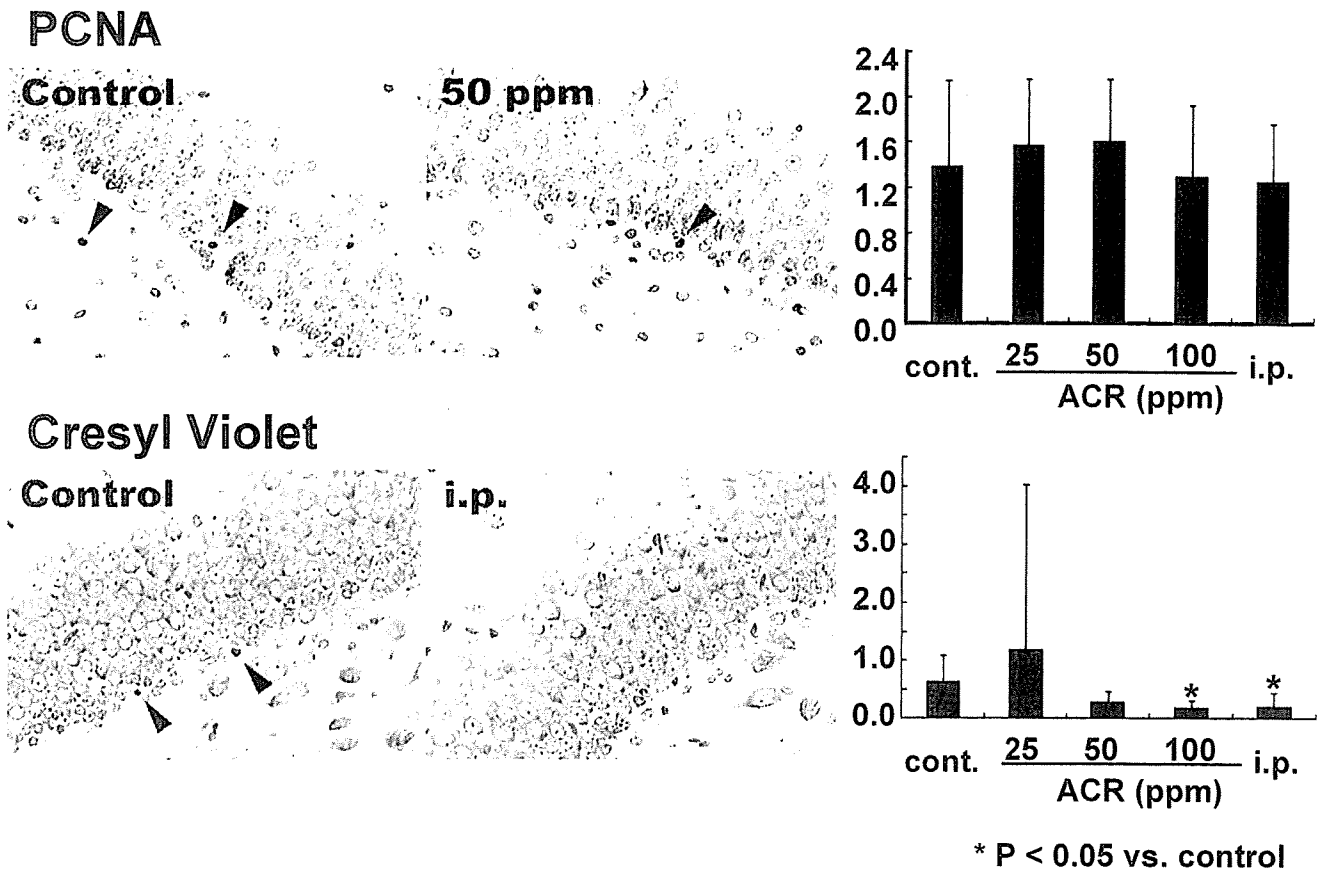 PCNA
Control
50 ppm
2.4
2.0
1.6
1.2
0.8
0.4
0.0
cont.
25
50
100
i.p.
ACR (ppm)
Cresyl Violet
Control
i.p.
4.0
3.0
2.0
1.0
0.0
*
*
cont.
25
50
100
i.p.
ACR (ppm)
* P < 0.05 vs. control